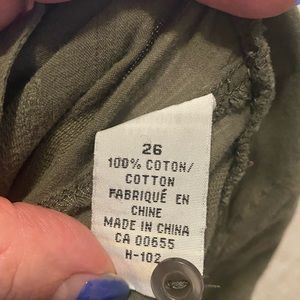 26
100% COTON/
COTTON
FABRIQUÉ EN
CHINE
MADE IN CHINA
CA 00655
H-102